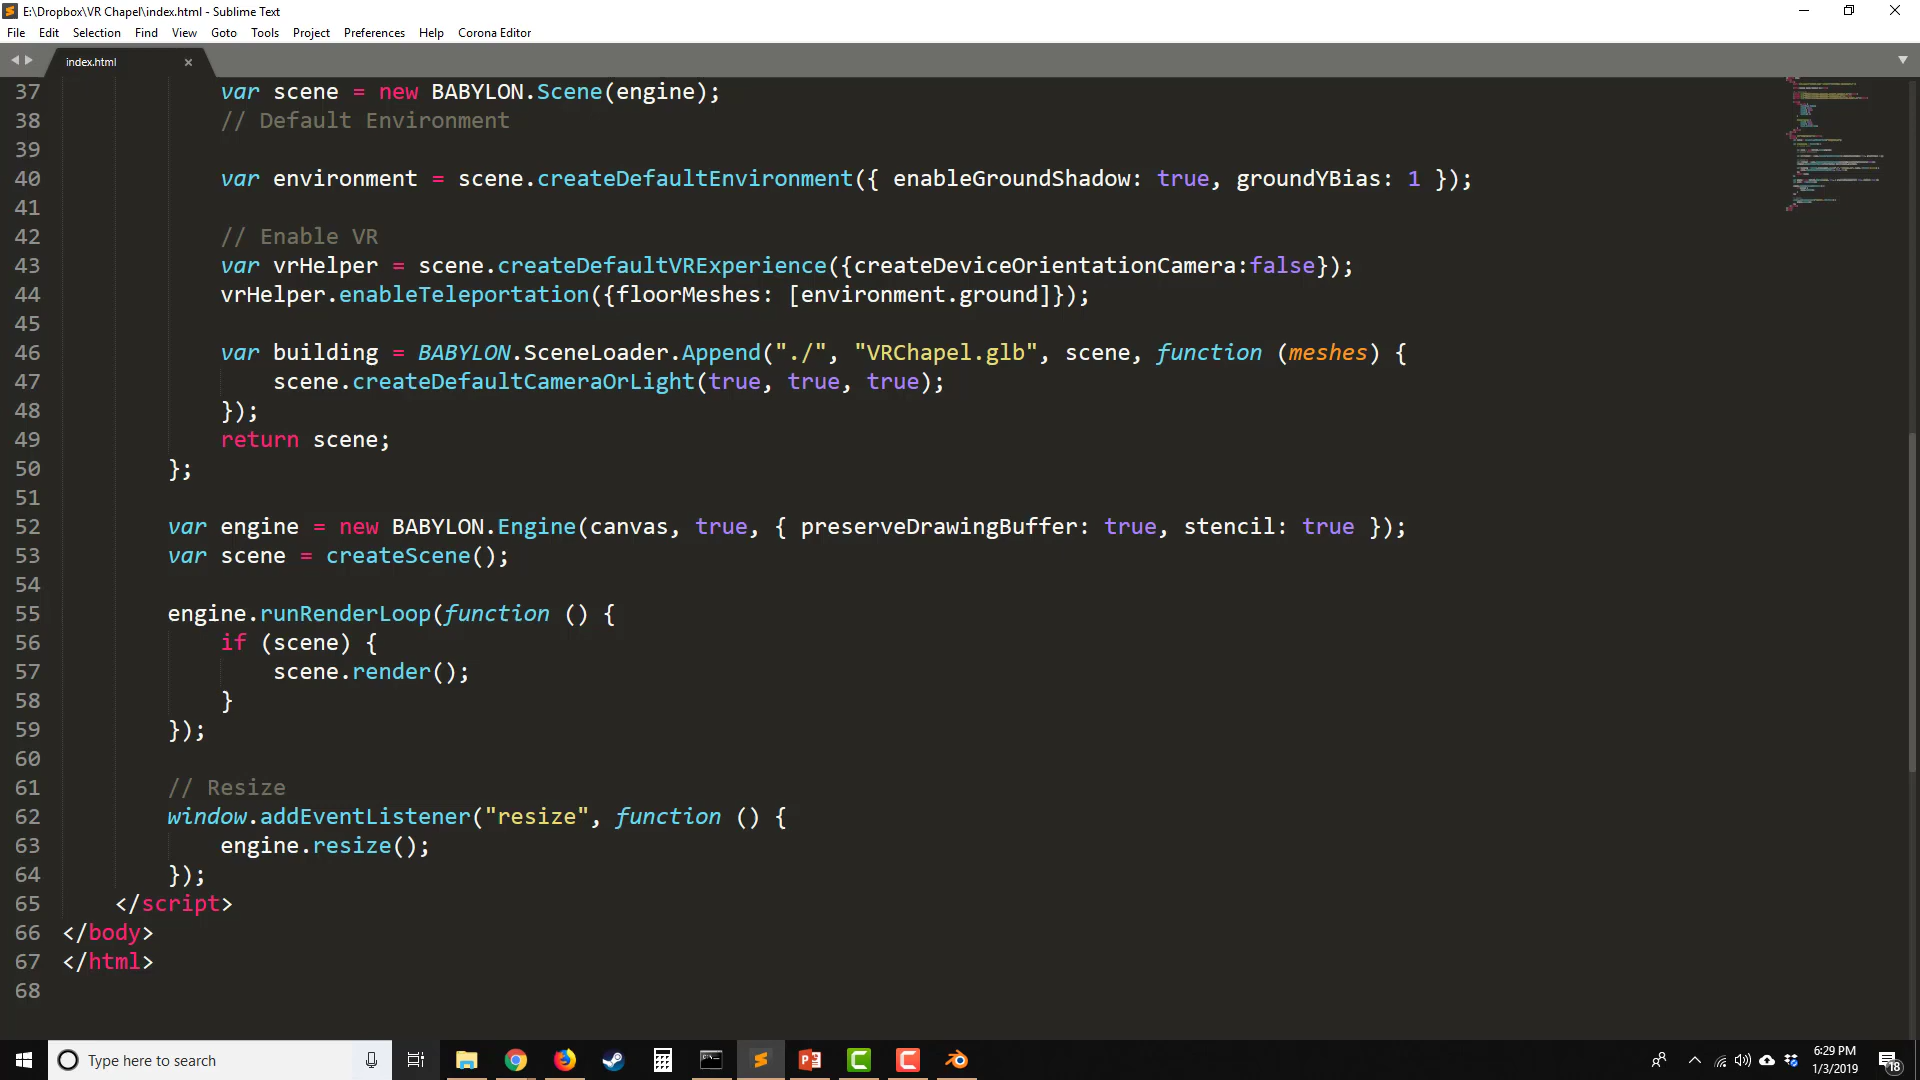 E:\Dropbox\VR Chapel\index.html - Sublime Text
File Edit Selection Find View Goto Tools Project Preferences Help Corona Editor
index.html
37 var scene = new BABYLON.Scene(engine);
38 // Default Environment
39
40 var environment = scene.createDefaultEnvironment({ enableGroundShadow: true, groundYBias: 1 });
41
42 // Enable VR
43 var vrHelper = scene.createDefaultVRExperience({createDeviceOrientationCamera:false});
44 vrHelper.enableTeleportation({floorMeshes: [environment.ground]});
45
46 var building = BABYLON.SceneLoader.Append("./", "VRChapel.glb", scene, function (meshes) {
47 scene.createDefaultCameraOrLight(true, true, true);
48 });
49 return scene;
50 };
51
52 var engine = new BABYLON.Engine(canvas, true, { preserveDrawingBuffer: true, stencil: true });
53 var scene = createScene();
54
55 engine.runRenderLoop(function () {
56 if (scene) {
57 scene.render();
58 }
59 });
60
61 // Resize
62 window.addEventListener("resize", function () {
63 engine.resize();
64 });
65 </script>
66 </body>
67 </html>
68
Type here to search
6:29 PM
1/3/2019
18